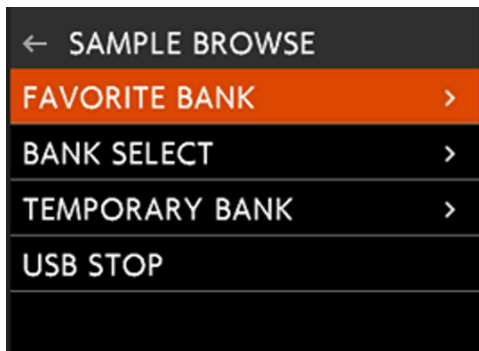 ← SAMPLE BROWSE
FAVORITE BANK >
BANK SELECT >
TEMPORARY BANK >
USB STOP